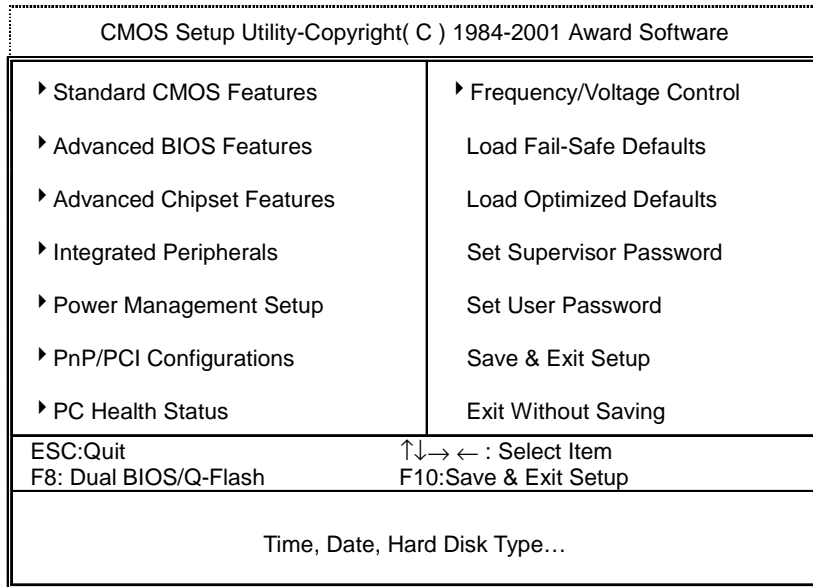 CMOS Setup Utility-Copyright( C ) 1984-2001 Award Software
Standard CMOS Features
Advanced BIOS Features
Advanced Chipset Features
Integrated Peripherals
Power Management Setup
PnP/PCI Configurations
PC Health Status
Frequency/Voltage Control
Load Fail-Safe Defaults
Load Optimized Defaults
Set Supervisor Password
Set User Password
Save & Exit Setup
Exit Without Saving
ESC:Quit ↑↓→ ← : Select Item
F8: Dual BIOS/Q-Flash F10:Save & Exit Setup
Time, Date, Hard Disk Type…